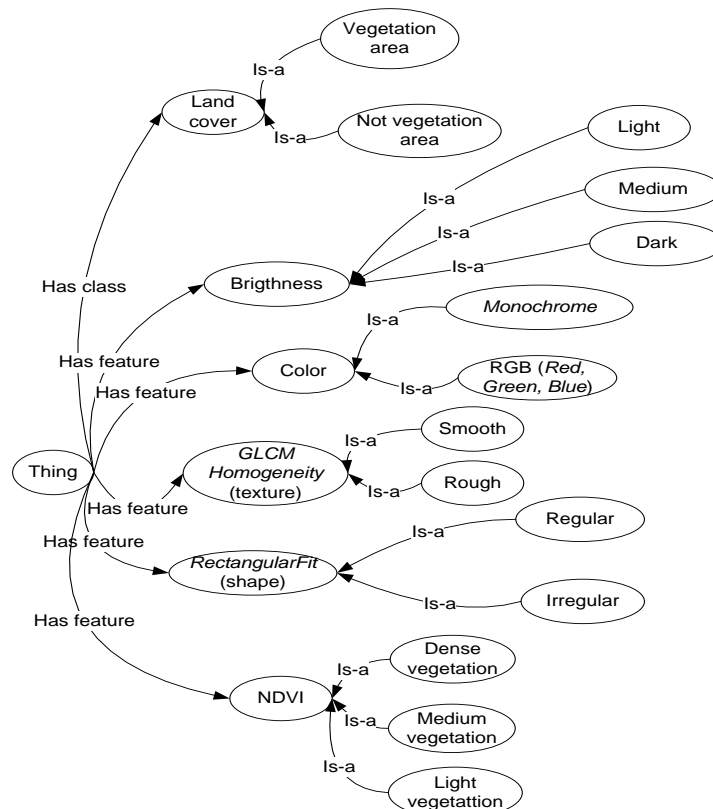 Vegetation
area
Is-a
Land
cover
Is-a
Not vegetation
area
Light
Is-a
Medium
Is-a
Dark
Is-a
Has class
Brigthness
Monochrome
Is-a
Has feature
Color
RGB (Red,
Green, Blue)
Is-a
Has feature
Smooth
Is-a
GLCM
Homogeneity
(texture)
Thing
Rough
Is-a
Has feature
Regular
Is-a
Has feature
RectangularFit
(shape)
Irregular
Is-a
Has feature
Dense
vegetation
Is-a
NDVI
Medium
vegetation
Is-a
Is-a
Light
vegetattion